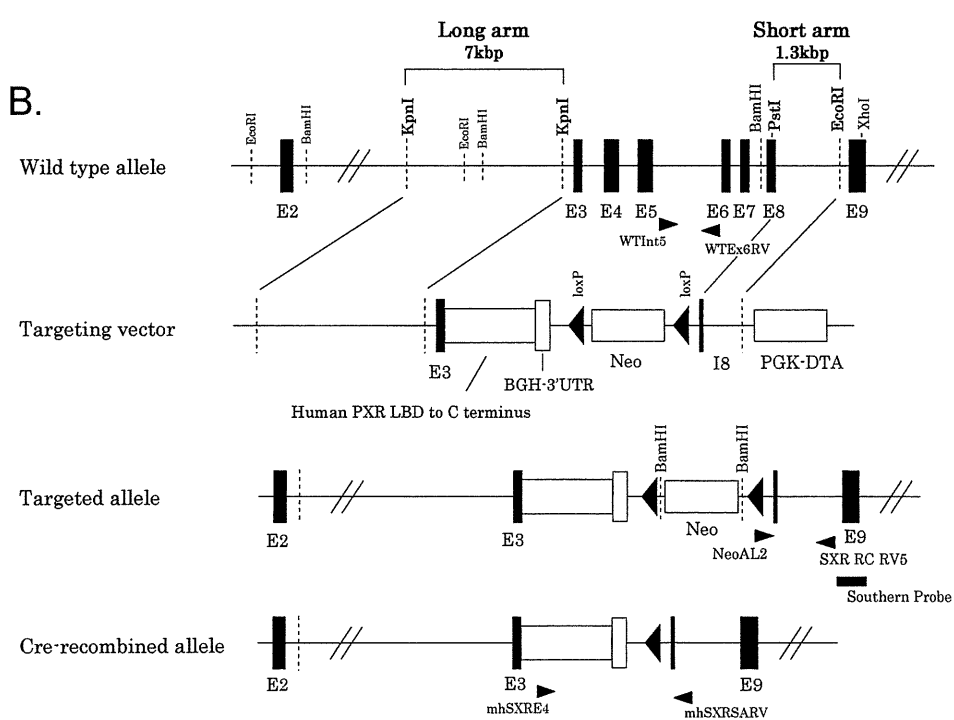 Long arm
7kbp
Short arm
1.3kbp
B.
EcoRI
BamHI
KpnI
EcoRI
BamHI
KpnI
BamHI
PstI
EcoRI
XhoI
Wild type allele
E2
E3
E4
E5
E6
E7
E8
E9
WTInt5
WTEx6RV
loxP
loxP
Targeting vector
E3
BGH-3'UTR
Neo
I8
PGK-DTA
Human PXR LBD to C terminus
BamHI
BamHI
Targeted allele
E2
E3
Neo
E9
NeoAL2
SXR RC RV5
Southern Probe
Cre-recombined allele
E2
E3
E9
mhSXRE4
mhSXRSARV